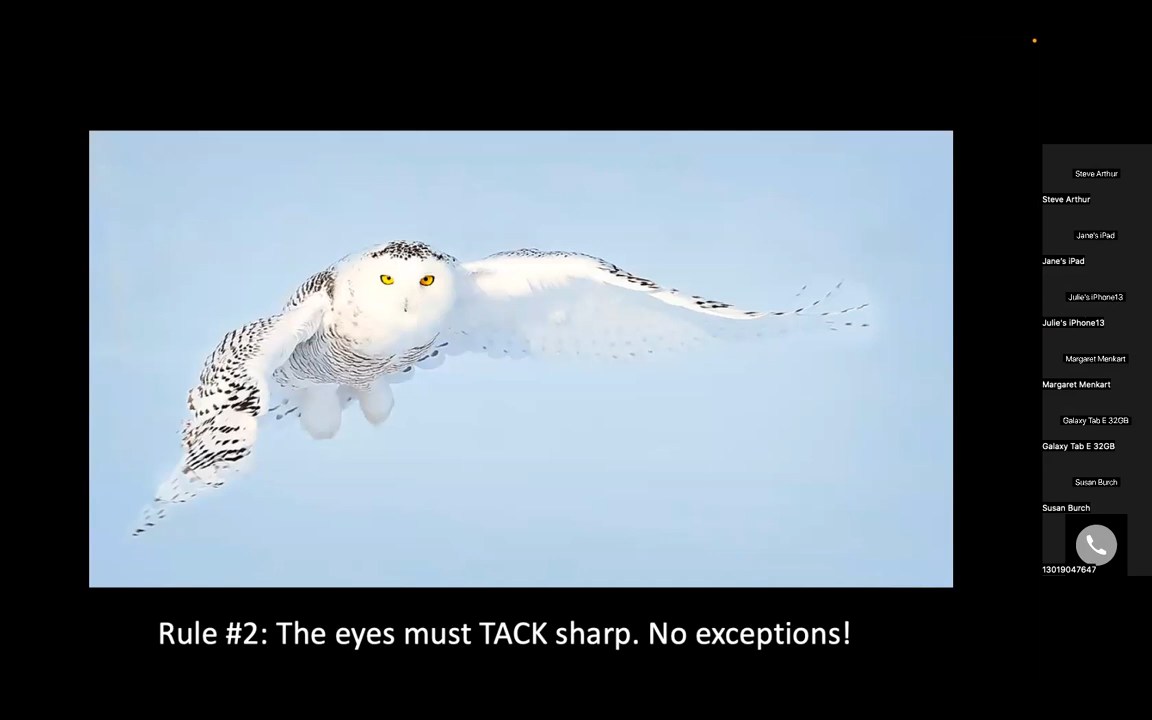 Steve Arthur
Steve Arthur
Jane's iPad
Jane's iPad
Julie's iPhone13
Julie's iPhone13
Margaret Menkart
Margaret Menkart
Galaxy Tab E 32GB
Galaxy Tab E 32GB
Susan Burch
Susan Burch
13019047647
Rule #2: The eyes must TACK sharp. No exceptions!